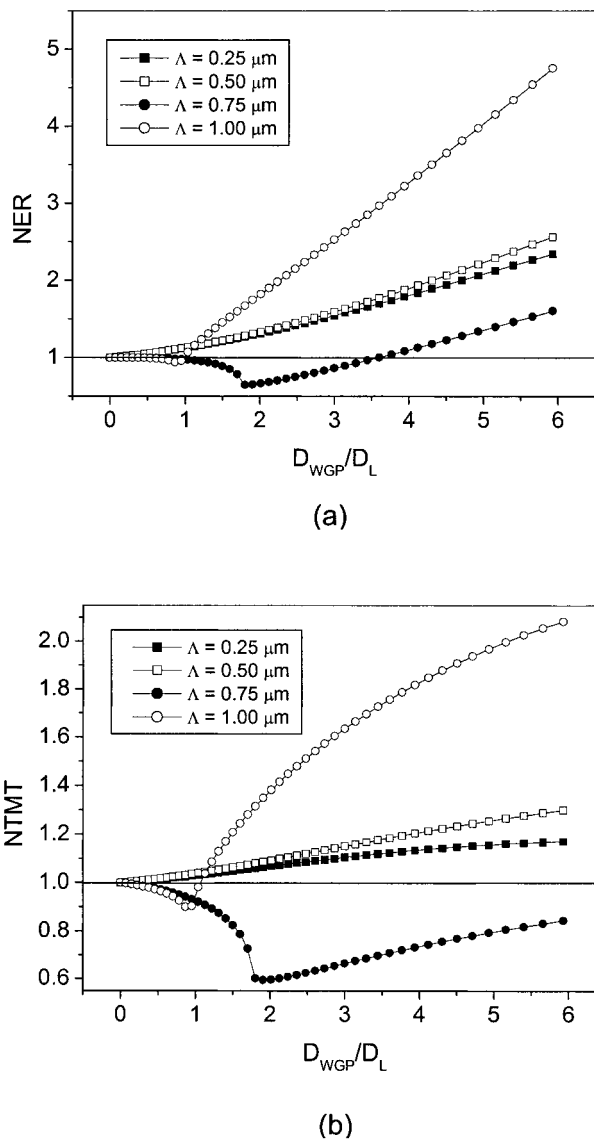 5
4
3
2
1
NER
Λ = 0.25 μm
Λ = 0.50 μm
Λ = 0.75 μm
Λ = 1.00 μm
0 1 2 3 4 5 6
D_WGP/D_L
(a)
2.0
1.8
1.6
1.4
1.2
1.0
0.8
0.6
NTMT
Λ = 0.25 μm
Λ = 0.50 μm
Λ = 0.75 μm
Λ = 1.00 μm
0 1 2 3 4 5 6
D_WGP/D_L
(b)